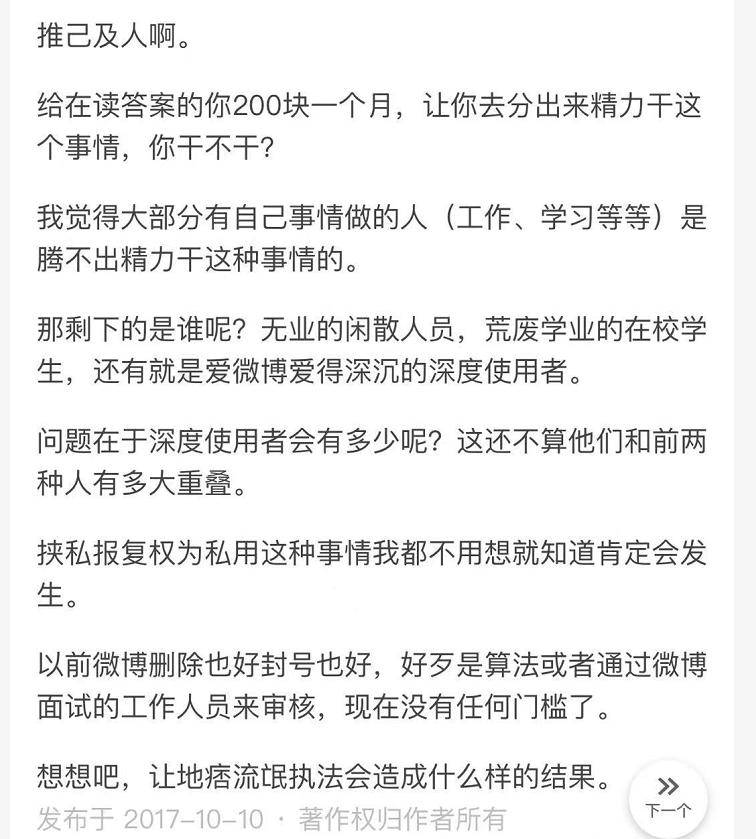 推己及人啊。
给在读答案的你200块一个月，让你去分出来精力干这
个事情，你干不干？
我觉得大部分有自己事情做的人（工作、学习等等）是
腾不出精力干这种事情的。
那剩下的是谁呢？无业的闲散人员，荒废学业的在校学
生，还有就是爱微博爱得深沉的深度使用者。
问题在于深度使用者会有多少呢？这还不算他们和前两
种人有多大重叠。
挟私报复权为私用这种事情我都不用想就知道肯定会发
生。
以前微博删除也好封号也好，好歹是算法或者通过微博
面试的工作人员来审核，现在没有任何门槛了。
想想吧，让地痞流氓执法会造成什么样的结果。
发布于 2017-10-10 · 著作权归作者所有
下一个